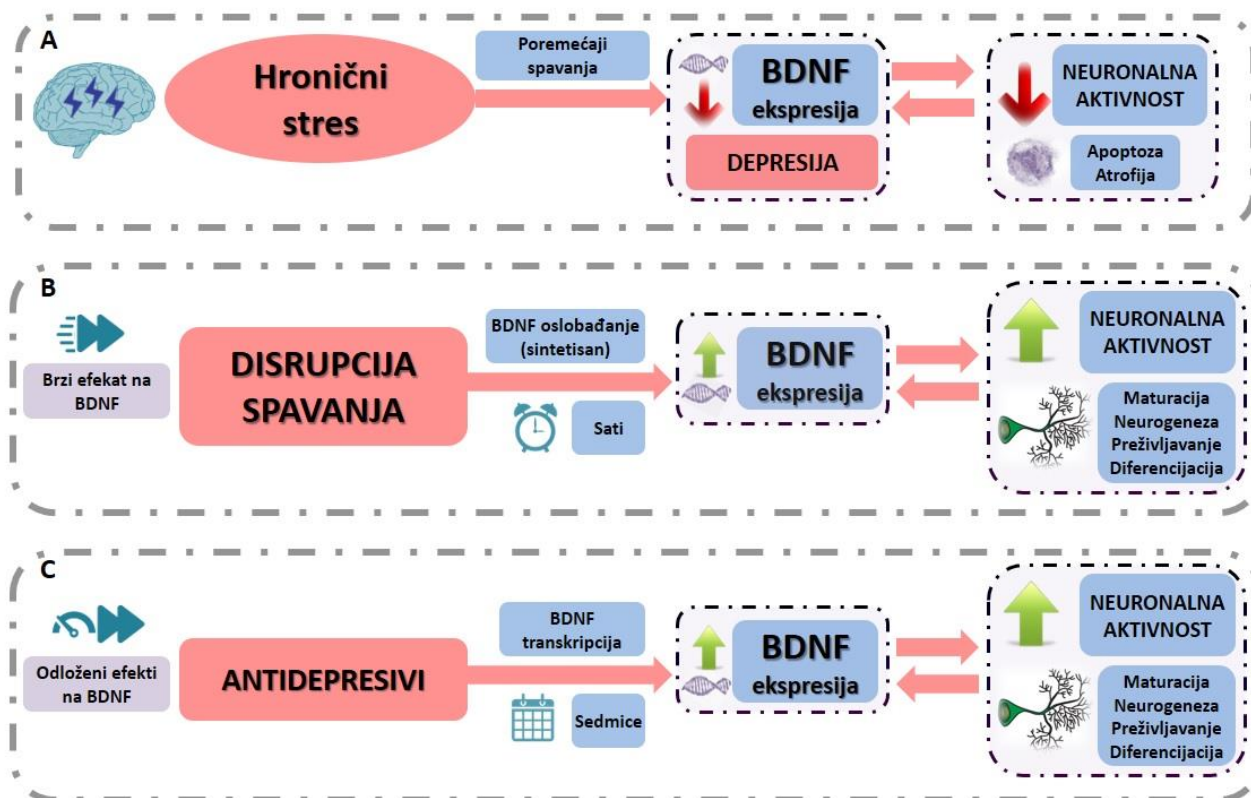 A
Hronični
stres
Poremećaji
spavanja
BDNF
ekspresija
DEPRESIJA
NEURONALNA
AKTIVNOST
Apoptoza
Atrofija
B
Brzi efekat na
BDNF
DISRUPCIJA
SPAVANJA
BDNF oslobađanje
(sintetisan)
Sati
BDNF
ekspresija
NEURONALNA
AKTIVNOST
Maturacija
Neurogeneza
Preživljavanje
Diferencijacija
C
Odloženi efekti
na BDNF
ANTIDEPRESIVI
BDNF
transkripcija
Sedmice
BDNF
ekspresija
NEURONALNA
AKTIVNOST
Maturacija
Neurogeneza
Preživljavanje
Diferencijacija